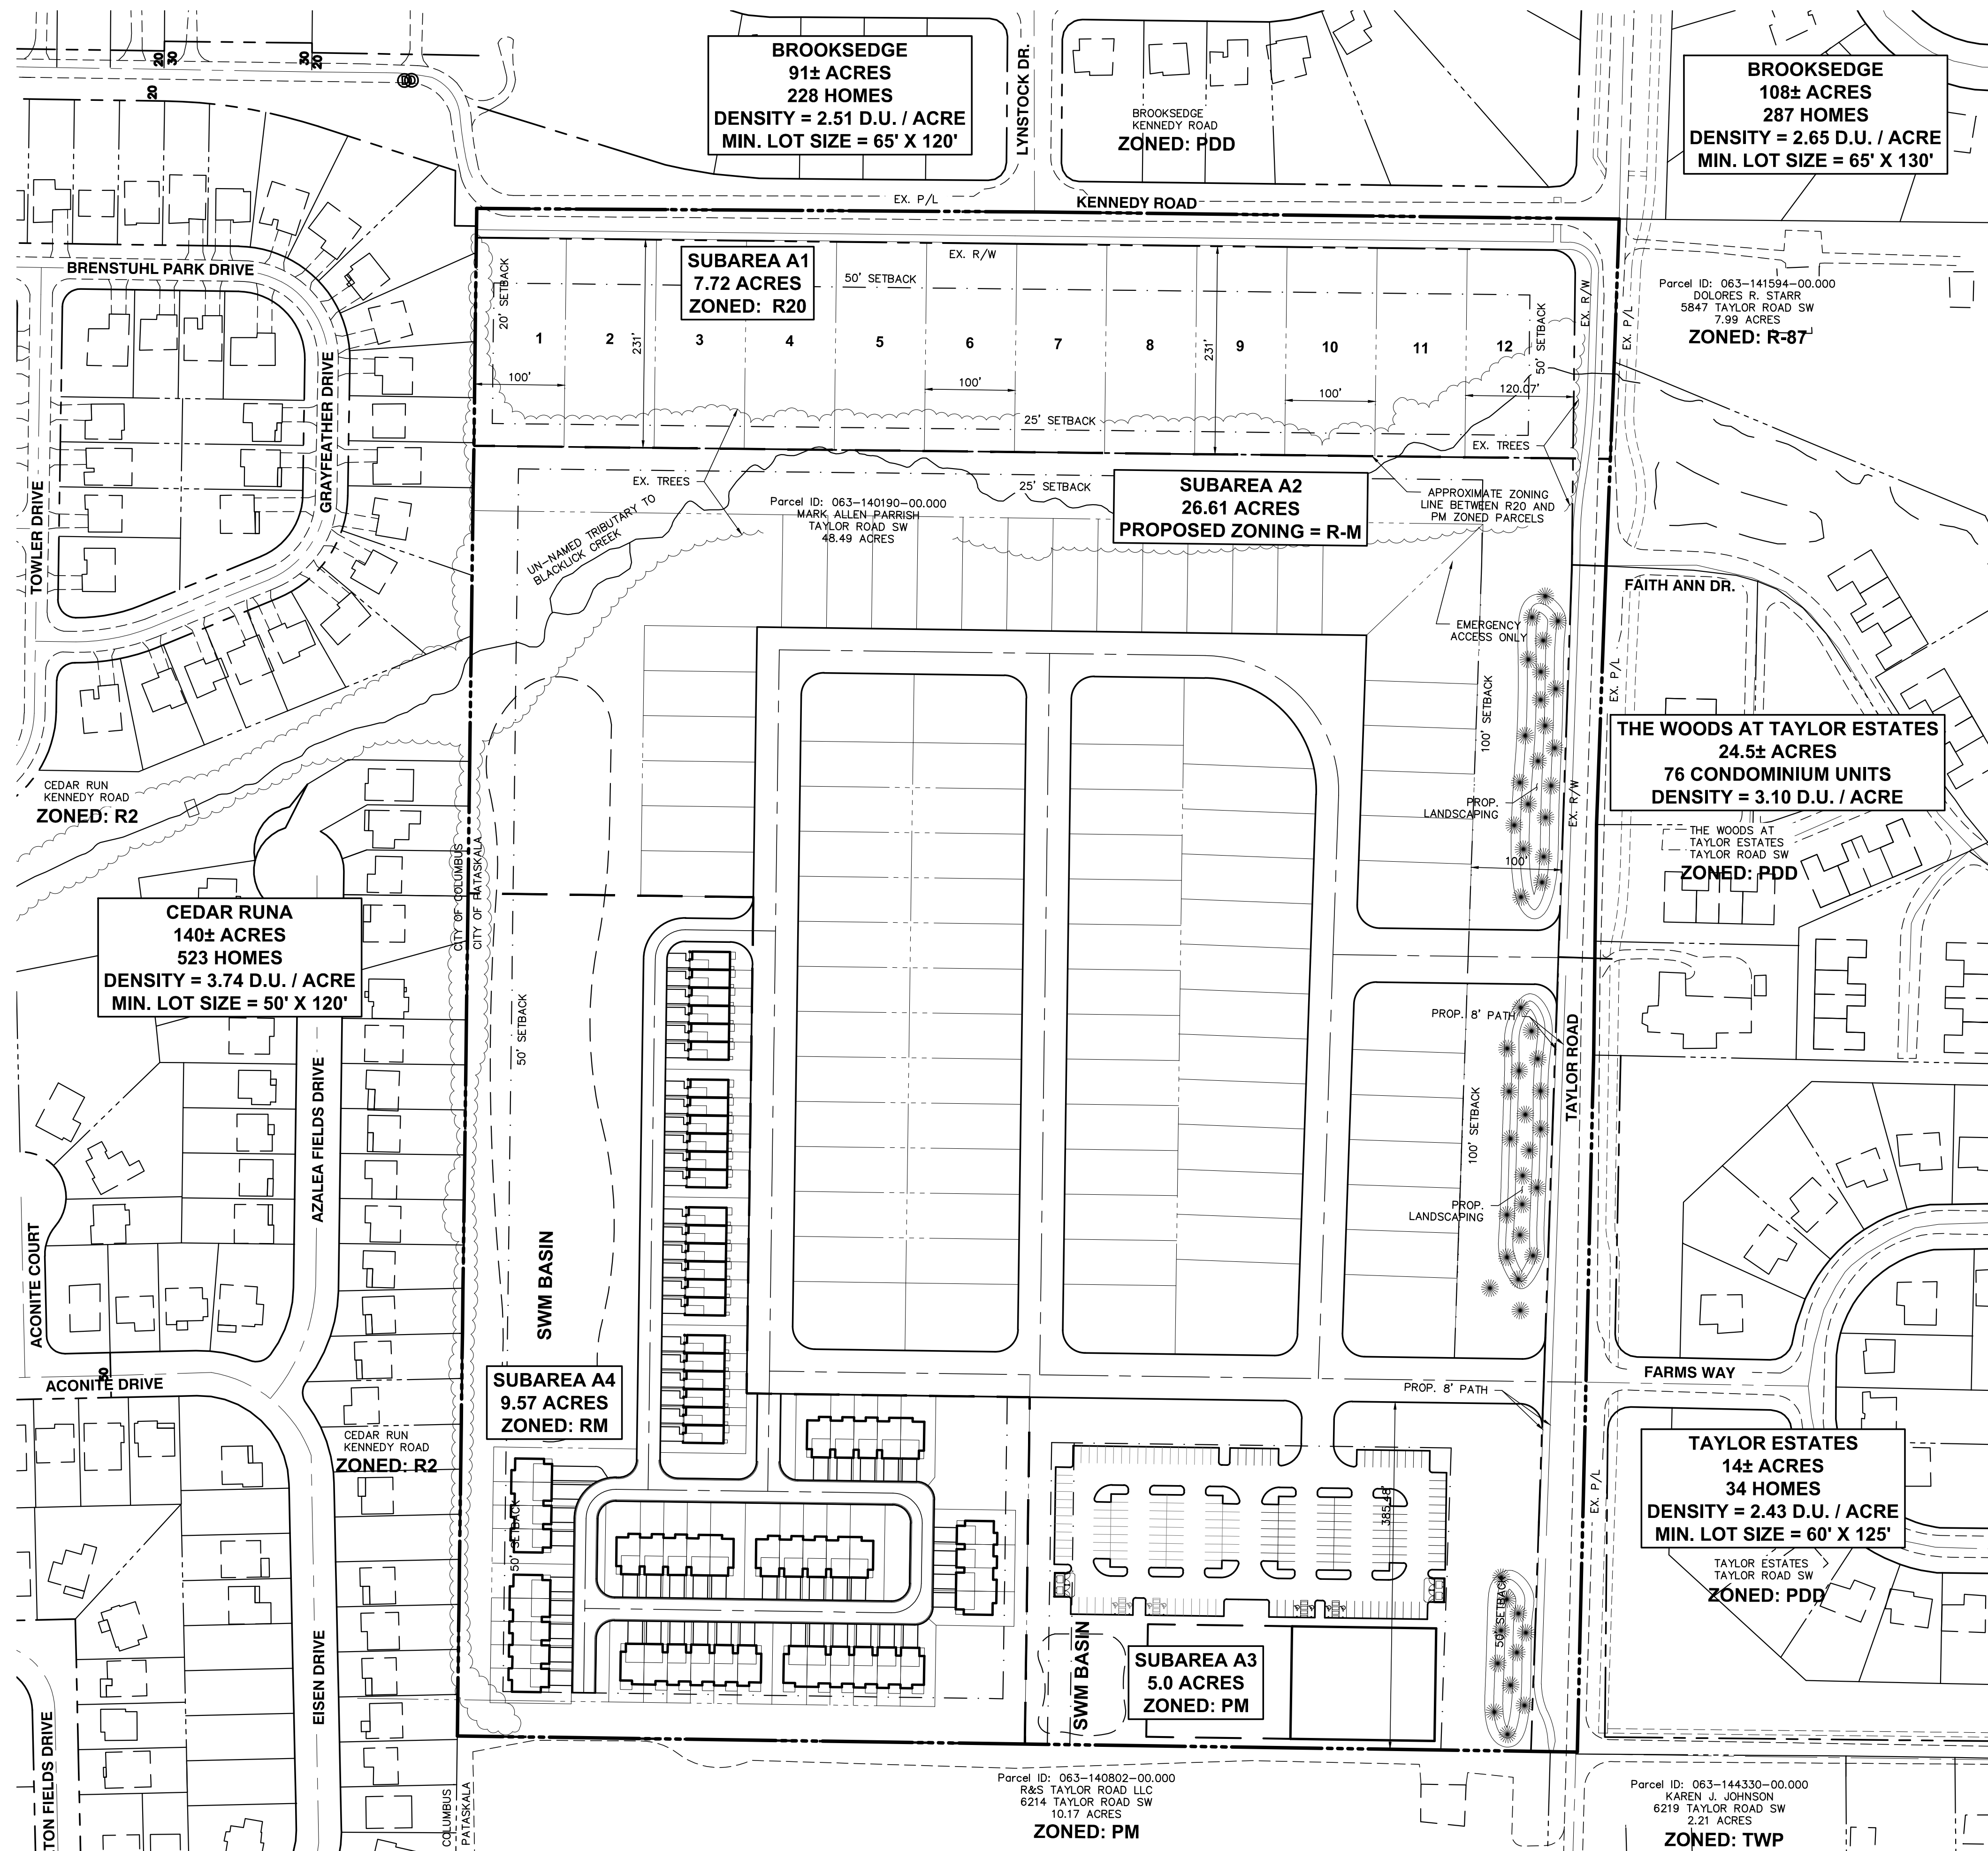 20
30
30
20
20
BROOKSEDGE
91± ACRES
228 HOMES
DENSITY = 2.51 D.U. / ACRE
MIN. LOT SIZE = 65' X 120'
LYNSTOCK DR.
BROOKSEDGE
KENNEDY ROAD
ZONED: PDD
BROOKSEDGE
108± ACRES
287 HOMES
DENSITY = 2.65 D.U. / ACRE
MIN. LOT SIZE = 65' X 130'
EX. P/L
KENNEDY ROAD
BRENSTUHL PARK DRIVE
GRAYFEATHER DRIVE
TOWLER DRIVE
20' SETBACK
SUBAREA A1
7.72 ACRES
ZONED: R20
50' SETBACK
EX. R/W
EX. R/W
EX. P/L
50' SETBACK
1
2
3
4
5
6
7
8
9
10
11
12
231'
231'
100'
100'
100'
120.07'
25' SETBACK
EX. TREES
Parcel ID: 063-141594-00.000
DOLORES R. STARR
5847 TAYLOR ROAD SW
7.99 ACRES
ZONED: R-87
EX. TREES
UN-NAMED TRIBUTARY TO
BLACKLICK CREEK
Parcel ID: 063-140190-00.000
MARK ALLEN PARRISH
TAYLOR ROAD SW
48.49 ACRES
25' SETBACK
SUBAREA A2
26.61 ACRES
PROPOSED ZONING = R-M
APPROXIMATE ZONING
LINE BETWEEN R20 AND
PM ZONED PARCELS
FAITH ANN DR.
EMERGENCY
ACCESS ONLY
EX. P/L
100' SETBACK
THE WOODS AT TAYLOR ESTATES
24.5± ACRES
76 CONDOMINIUM UNITS
DENSITY = 3.10 D.U. / ACRE
PROP.
LANDSCAPING
EX. R/W
THE WOODS AT
TAYLOR ESTATES
TAYLOR ROAD SW
ZONED: PDD
100'
CEDAR RUN
KENNEDY ROAD
ZONED: R2
CITY OF COLUMBUS
CITY OF PATASKALA
CEDAR RUNA
140± ACRES
523 HOMES
DENSITY = 3.74 D.U. / ACRE
MIN. LOT SIZE = 50' X 120'
50' SETBACK
PROP. 8' PATH
TAYLOR ROAD
100' SETBACK
PROP.
LANDSCAPING
AZALEA FIELDS DRIVE
ACONITE COURT
SWM BASIN
50
ACONITE DRIVE
SUBAREA A4
9.57 ACRES
ZONED: RM
FARMS WAY
PROP. 8' PATH
CEDAR RUN
KENNEDY ROAD
ZONED: R2
TAYLOR ESTATES
14± ACRES
34 HOMES
DENSITY = 2.43 D.U. / ACRE
MIN. LOT SIZE = 60' X 125'
EX. P/L
TAYLOR ESTATES
TAYLOR ROAD SW
ZONED: PDD
50' SETBACK
385.48'
50' SETBACK
EISEN DRIVE
SWM BASIN
SUBAREA A3
5.0 ACRES
ZONED: PM
TON FIELDS DRIVE
COLUMBUS
PATASKALA
Parcel ID: 063-140802-00.000
R&S TAYLOR ROAD LLC
6214 TAYLOR ROAD SW
10.17 ACRES
ZONED: PM
Parcel ID: 063-144330-00.000
KAREN J. JOHNSON
6219 TAYLOR ROAD SW
2.21 ACRES
ZONED: TWP